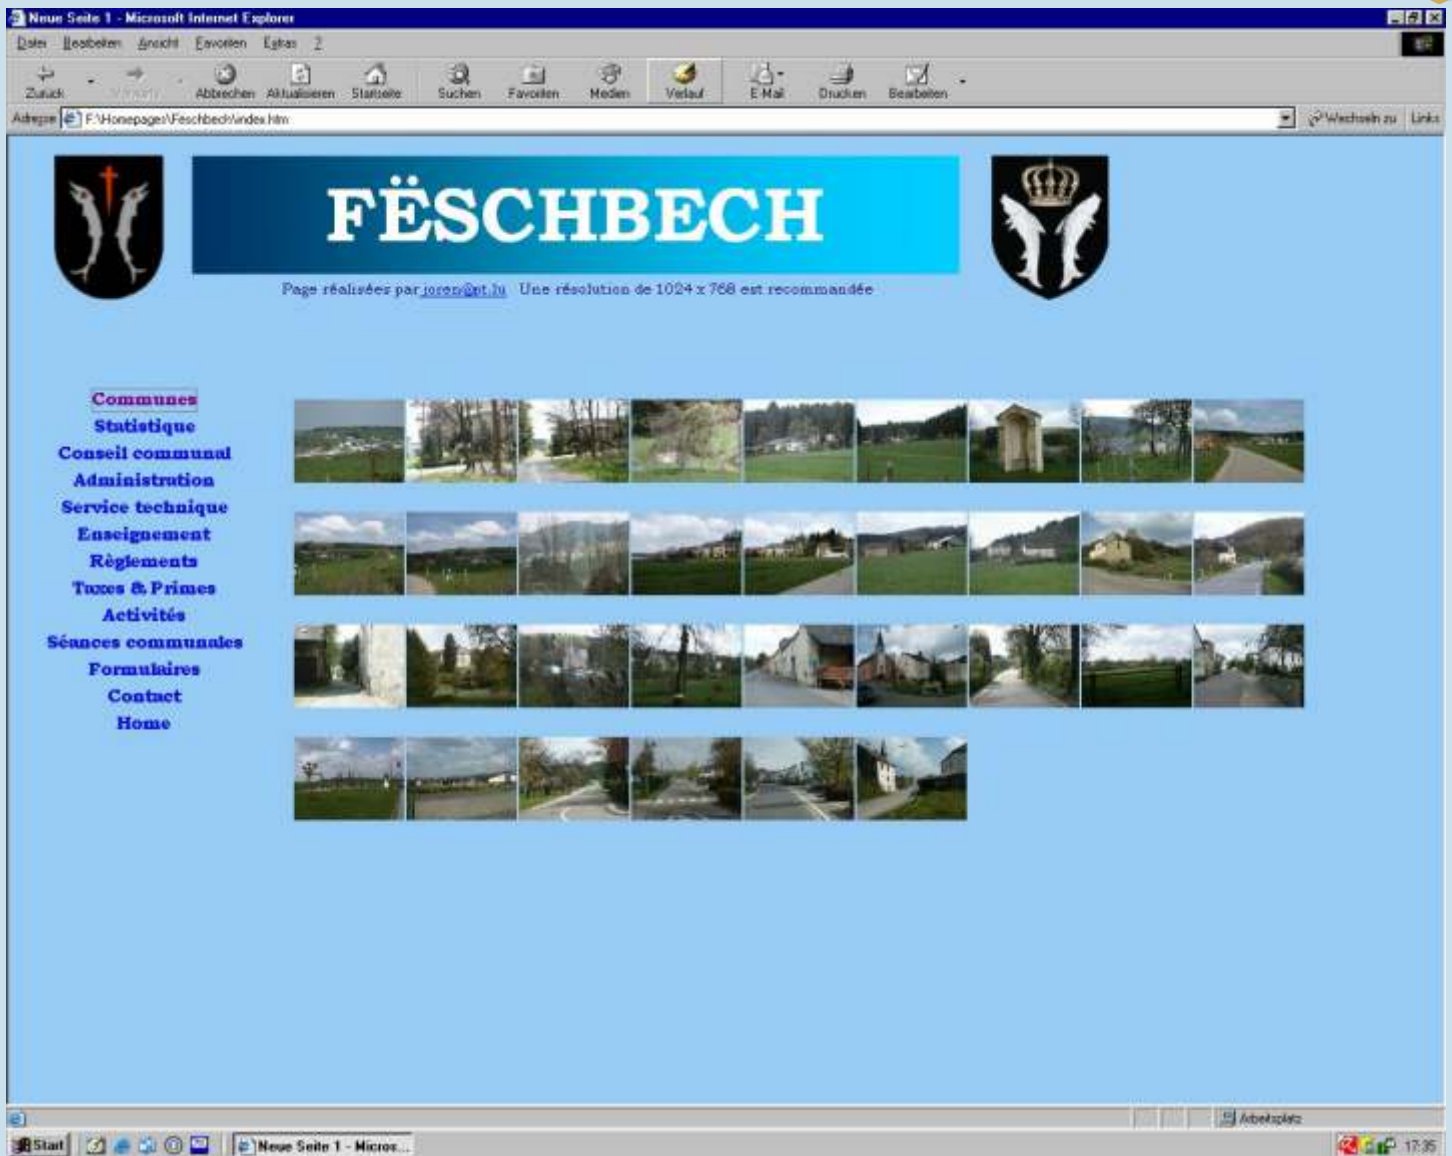 Neue Seite 1 - Microsoft Internet Explorer
Datei Bearbeiten Ansicht Favoriten Extras ?
Zurück Vorwärts Abbrechen Aktualisieren Startseite Suchen Favoriten Medien Verlauf E-Mail Drucken Bearbeiten
Adresse F:\Homepages\Feschbech\index.htm Wechseln zu Links
FËSCHBECH
Page réalisées par joren@pt.lu Une résolution de 1024 x 768 est recommandée
Communes
Statistique
Conseil communal
Administration
Service technique
Enseignement
Règlements
Taxes & Primes
Activités
Séances communales
Formulaires
Contact
Home
Arbeitsplatz
Start Neue Seite 1 - Micros... 17:35